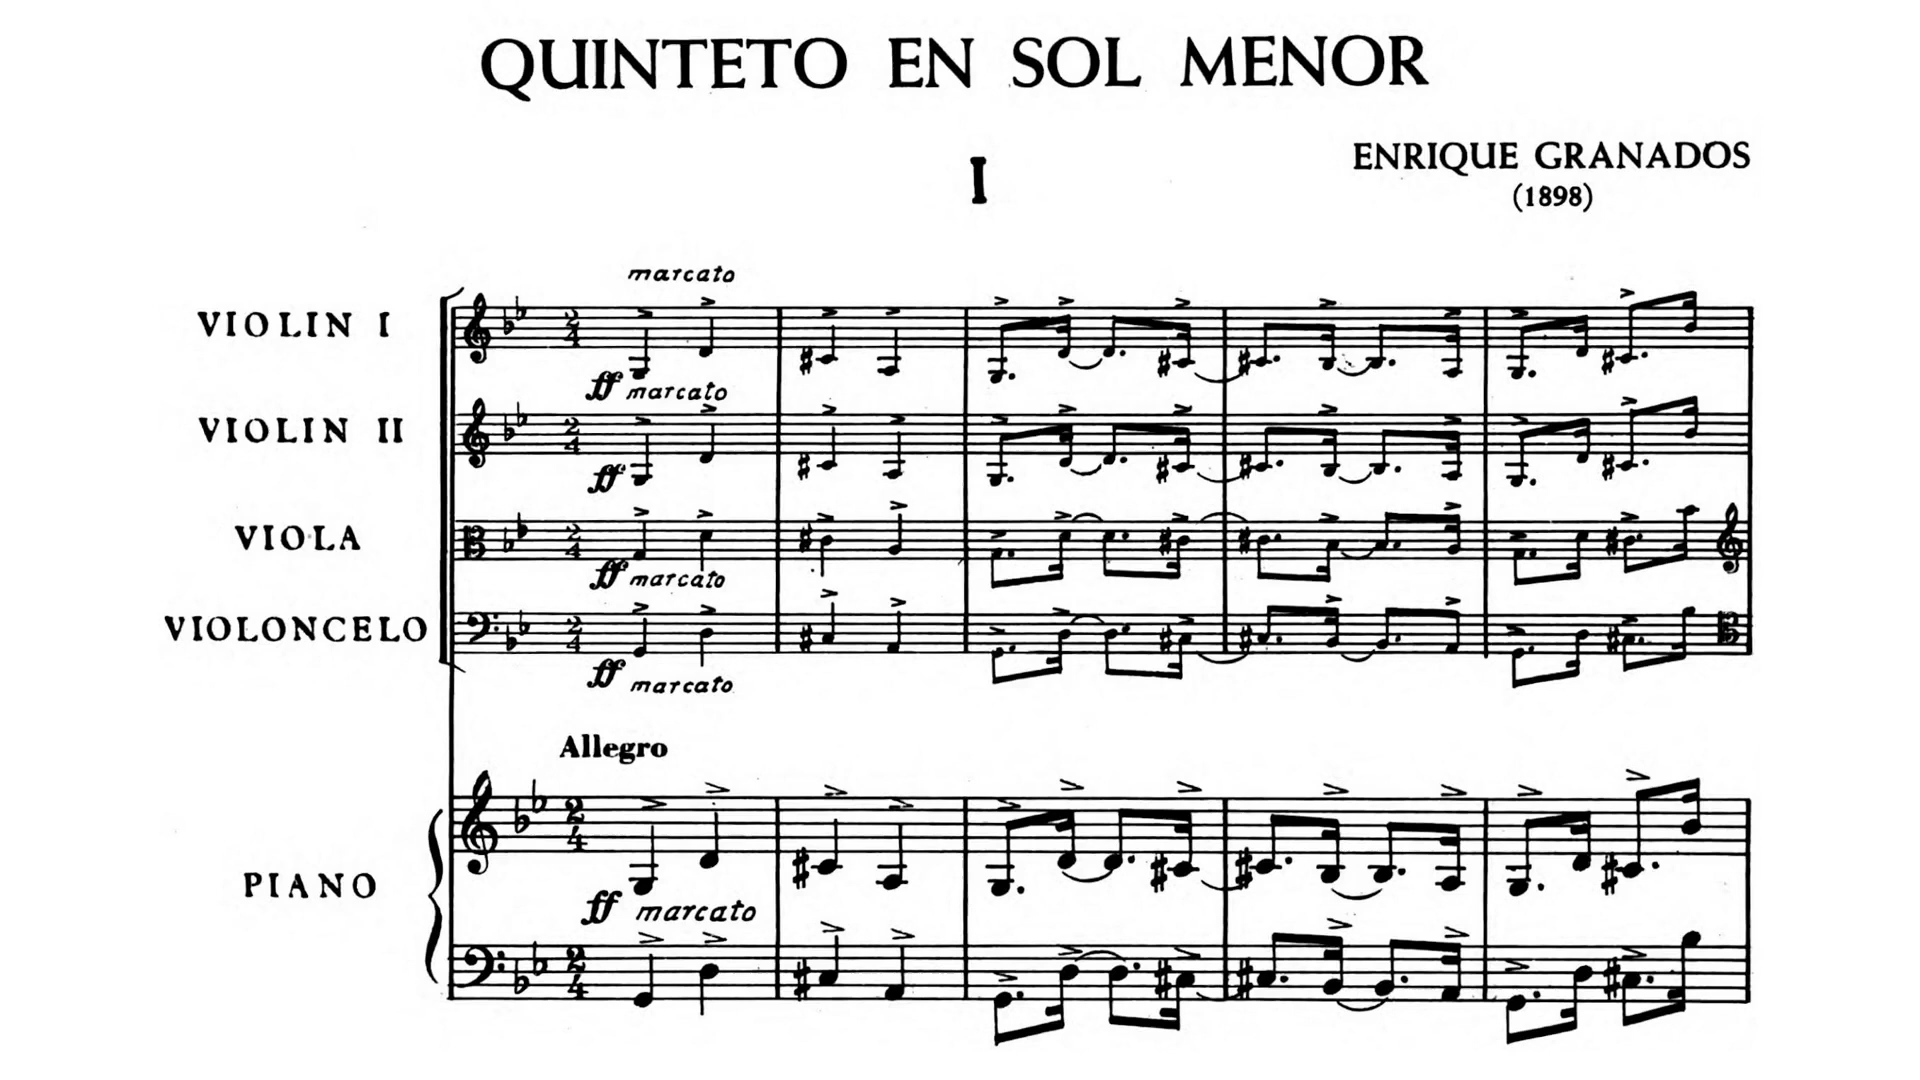 QUINTETO EN SOL MENOR
I
ENRIQUE GRANADOS
(1898)
marcato
VIOLIN I
ff marcato
VIOLIN II
ff
VIOLA
ff marcato
VIOLONCELO
ff marcato
Allegro
PIANO
ff marcato